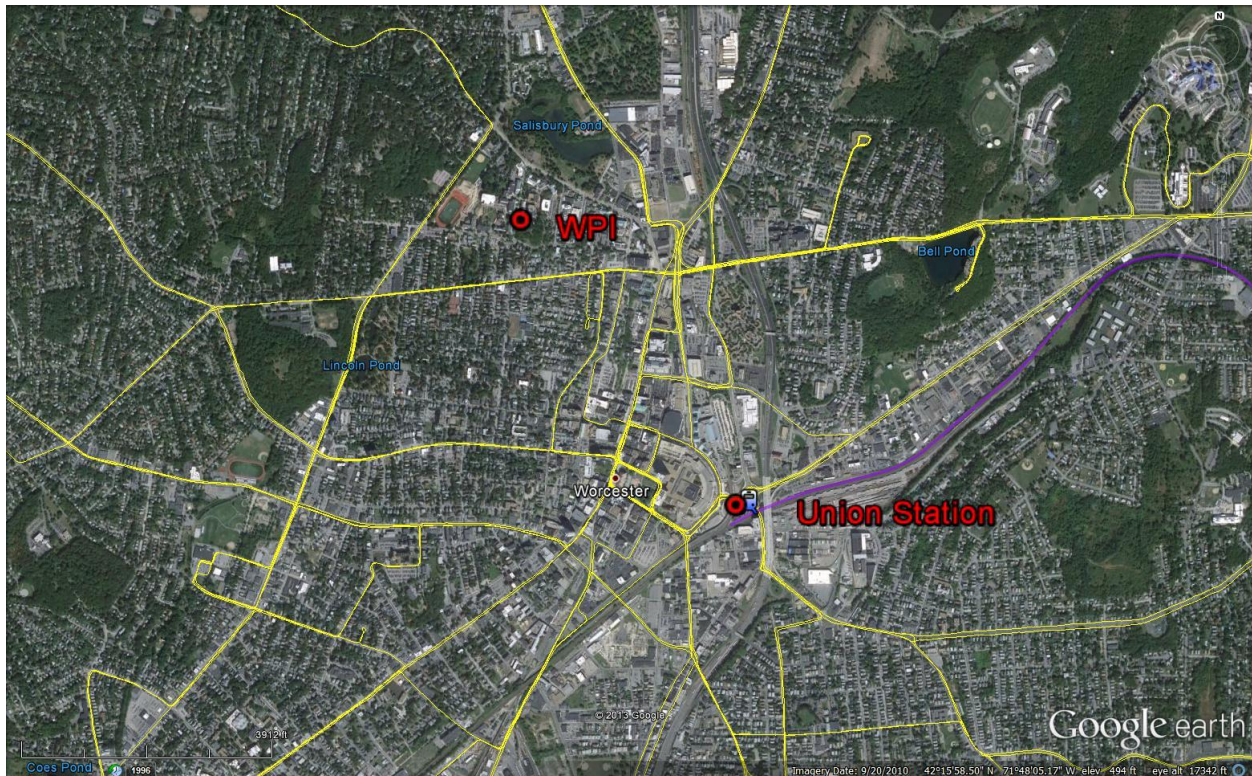 N
Salisbury Pond
WPI
Bell Pond
Lincoln Pond
Worcester
Union Station
© 2013 Google
Google earth
3912 ft
Coes Pond
1996
Imagery Date: 9/20/2010 42°15'58.50" N 71°48'05.17" W elev 494 ft eye alt 17342 ft